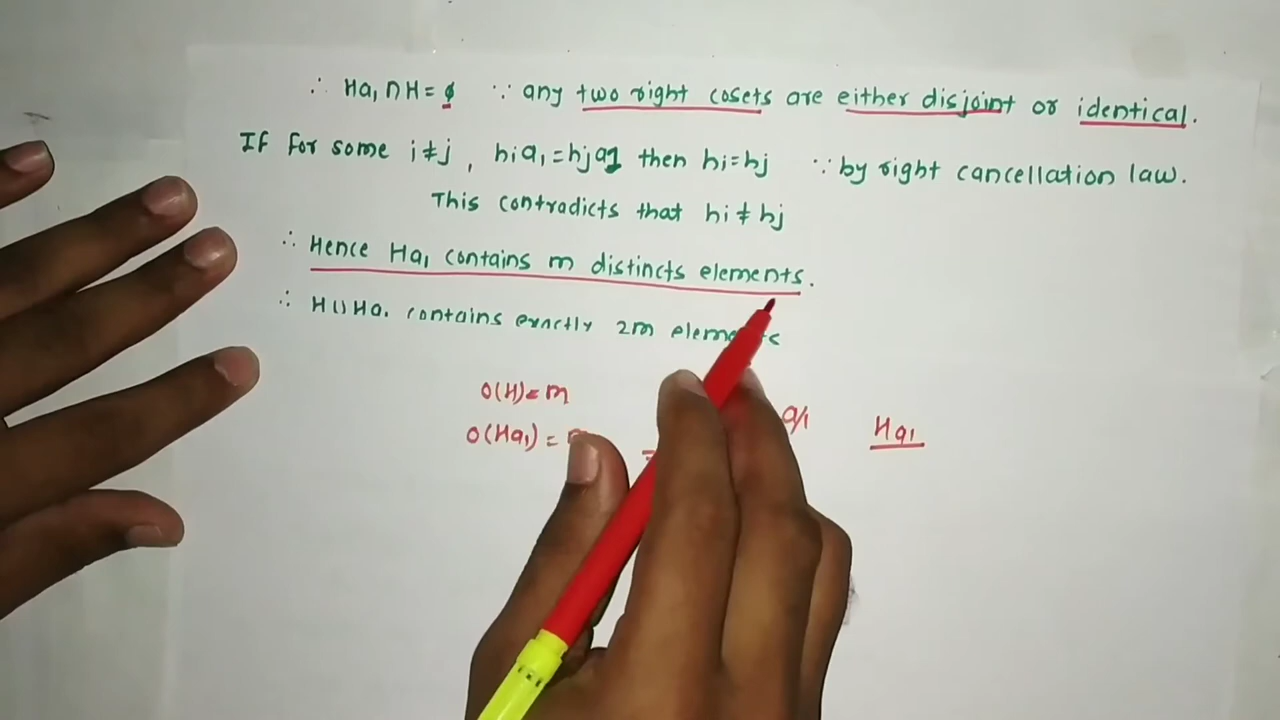 ∴ Ha₁ ∩ H = ϕ ∵ any two right cosets are either disjoint or identical.
If for some i ≠ j , hia₁ = hja1 then hi = hj ∵ by right cancellation law.
This contradicts that hi ≠ hj
∴ Hence Ha₁ contains m distincts elements.
∴ H ∪ Ha₁ contains exactly 2m elements
O(H) = m
O(Ha₁) =
Ha₁